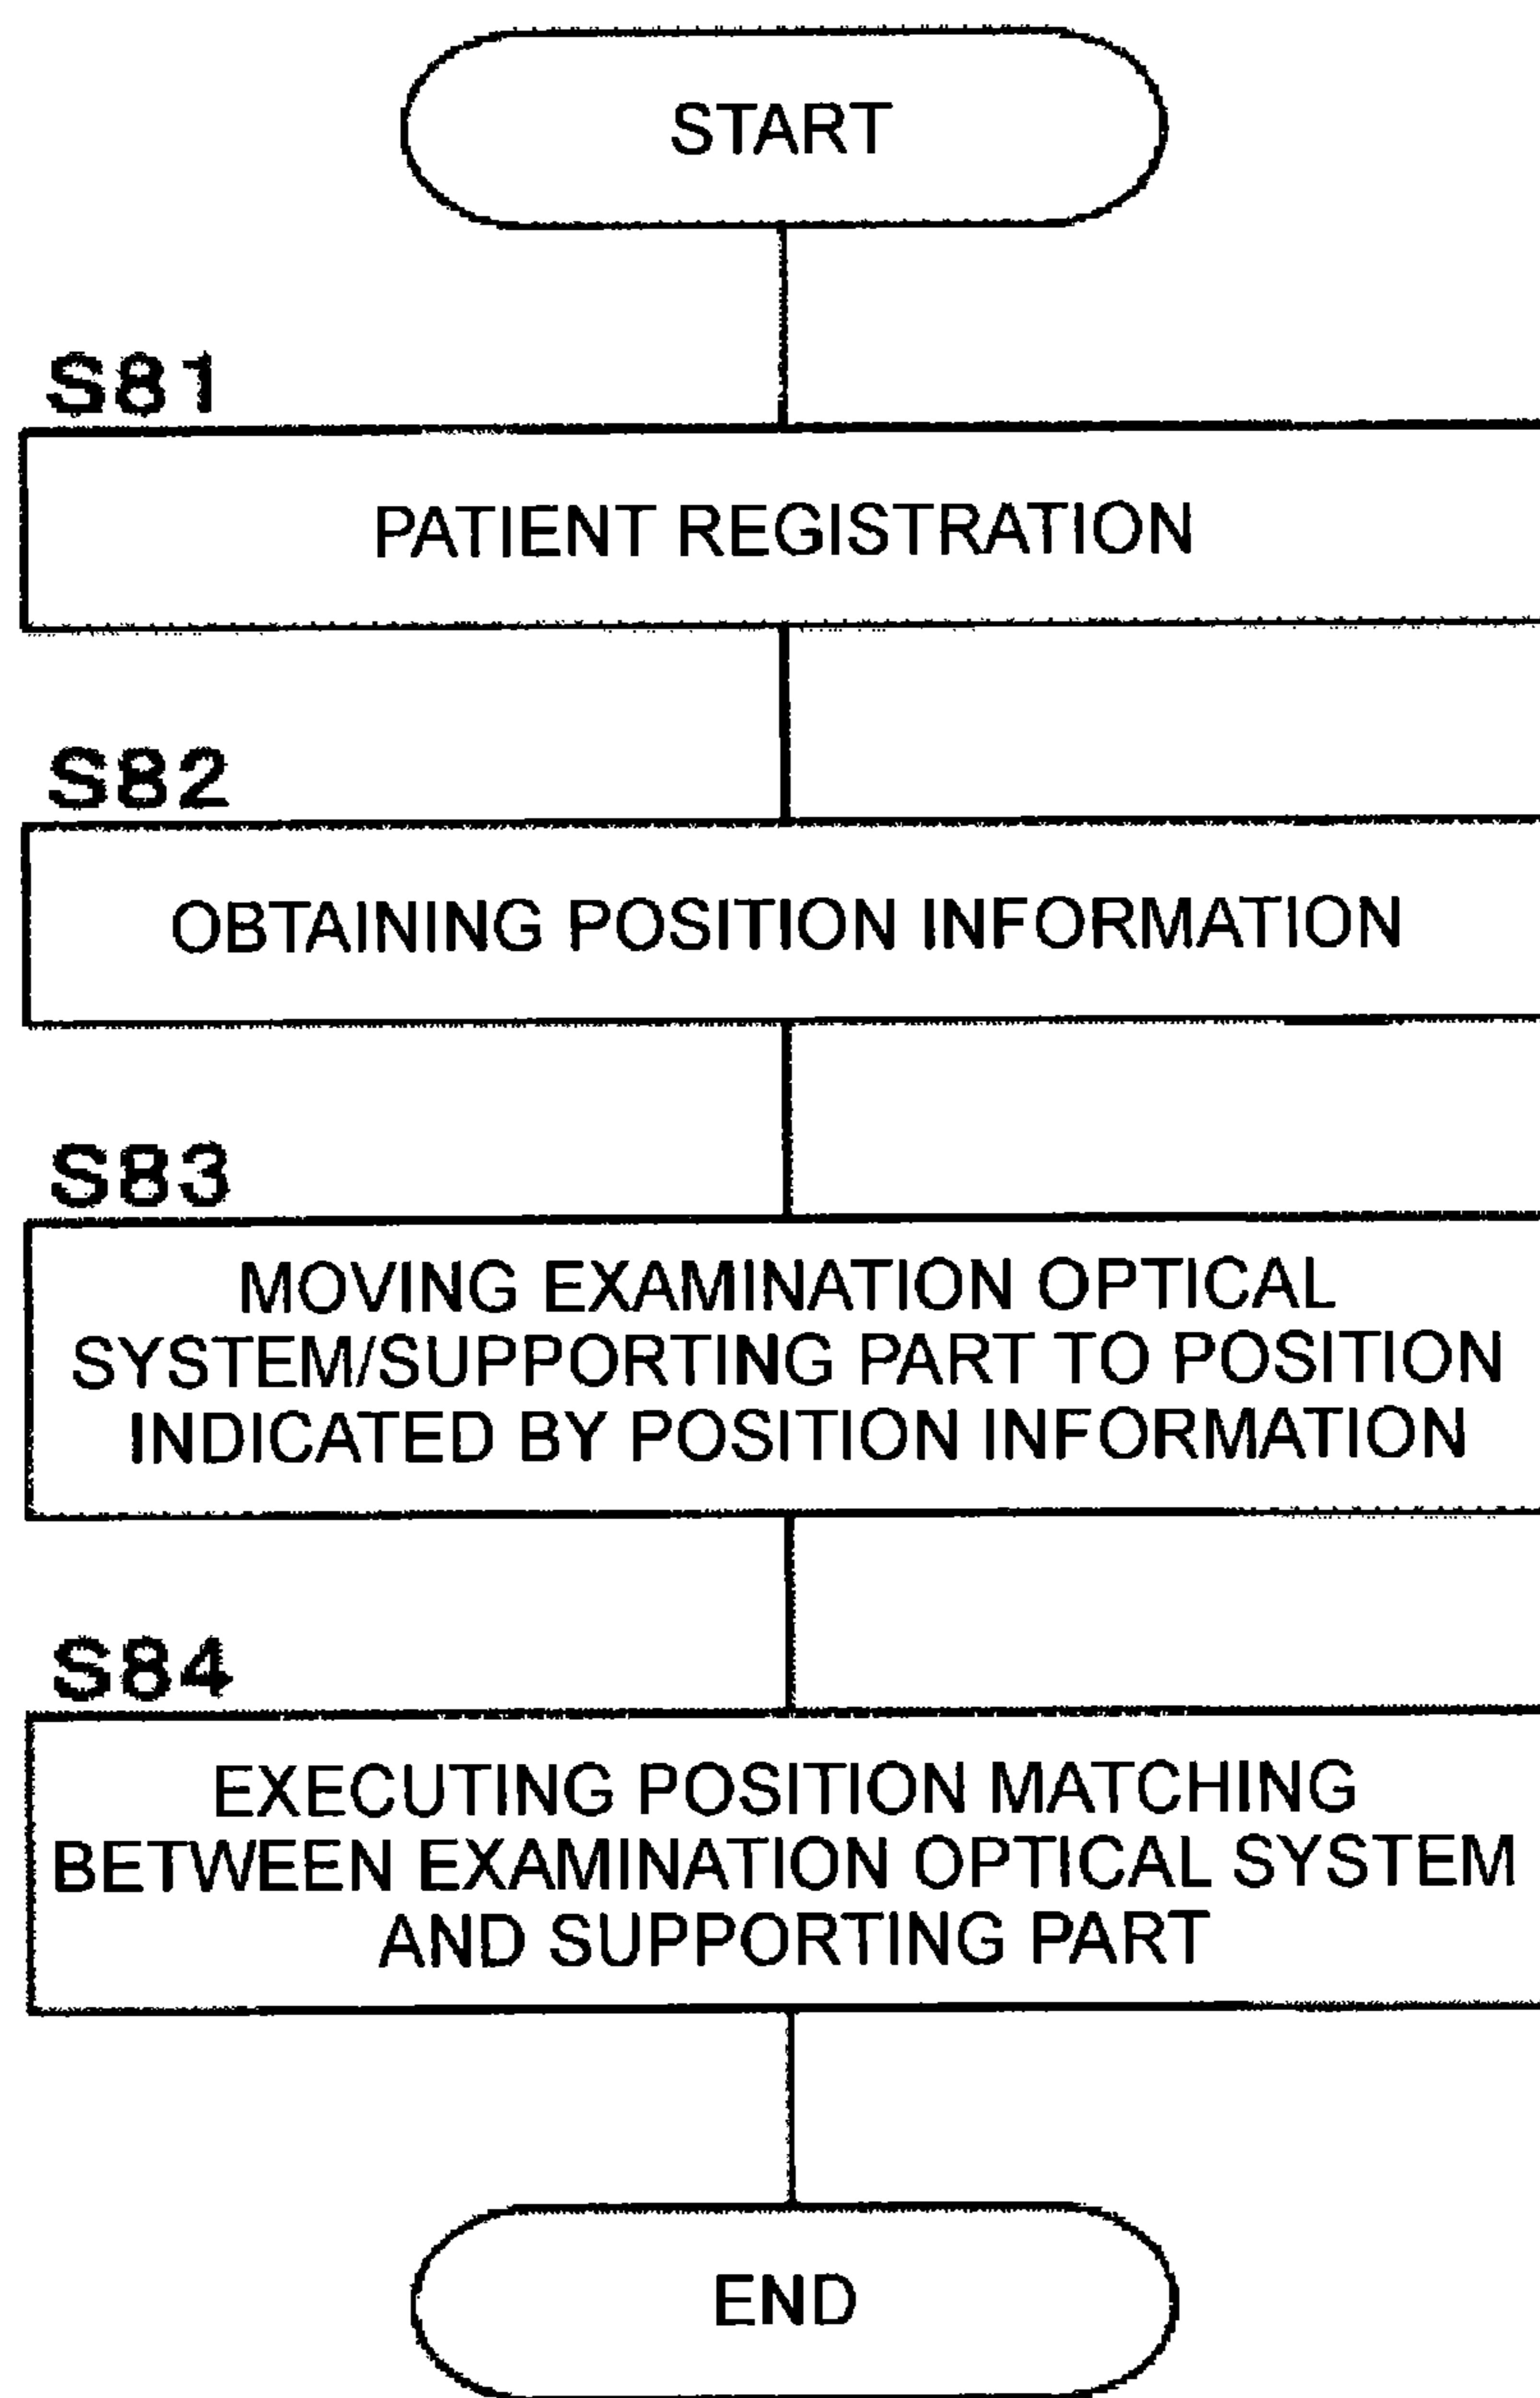 START
S81
PATIENT REGISTRATION
S82
OBTAINING POSITION INFORMATION
S83
MOVING EXAMINATION OPTICAL
SYSTEM/SUPPORTING PART TO POSITION
INDICATED BY POSITION INFORMATION
S84
EXECUTING POSITION MATCHING
BETWEEN EXAMINATION OPTICAL SYSTEM
AND SUPPORTING PART
END